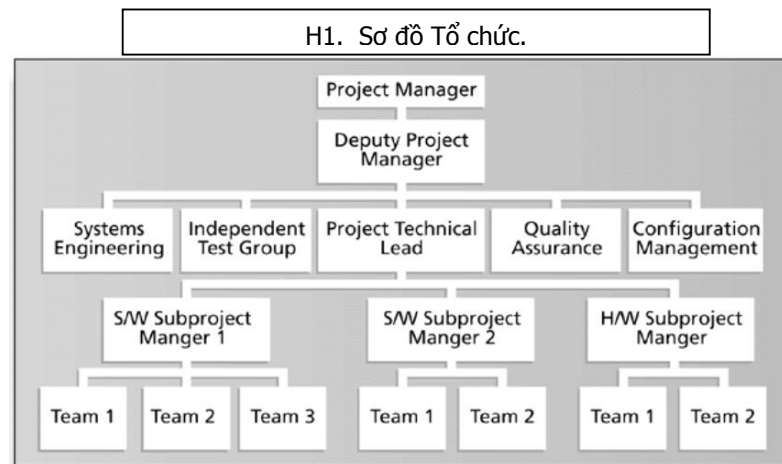 H1. Sơ đồ Tổ chức.
Project Manager
Deputy Project
Manager
Systems
Engineering
Independent
Test Group
Project Technical
Lead
Quality
Assurance
Configuration
Management
S/W Subproject
Manger 1
S/W Subproject
Manger 2
H/W Subproject
Manger
Team 1
Team 2
Team 3
Team 1
Team 2
Team 1
Team 2